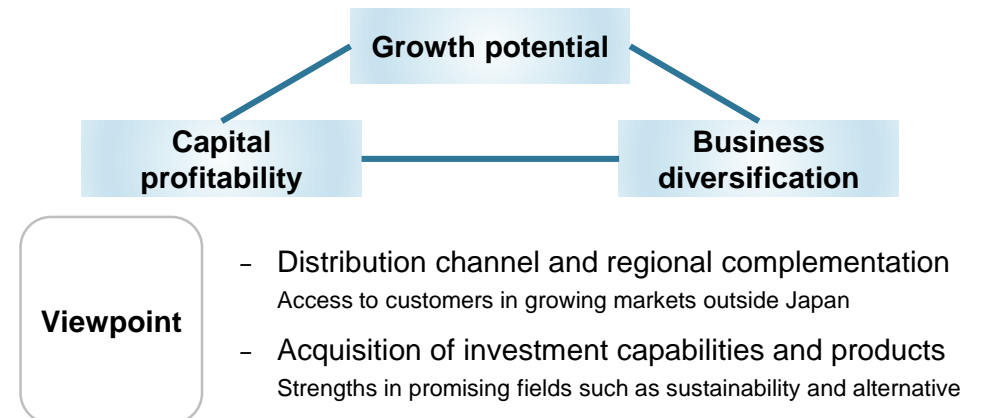 Growth potential
Capital
profitability
Business
diversification
Viewpoint
– Distribution channel and regional complementation
Access to customers in growing markets outside Japan
– Acquisition of investment capabilities and products
Strengths in promising fields such as sustainability and alternative